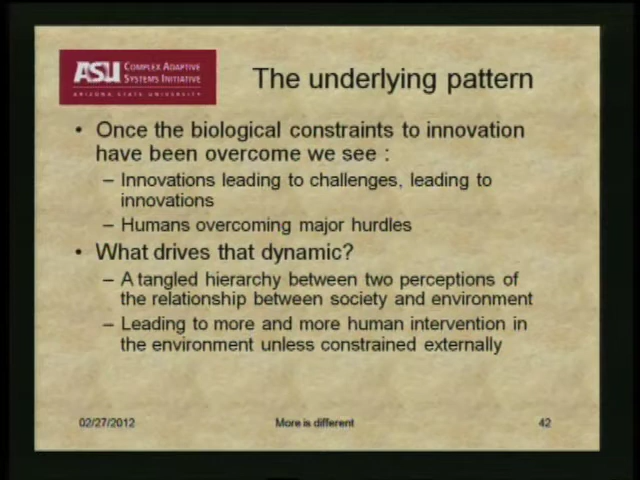 ASU COMPLEX ADAPTIVE
SYSTEMS INITIATIVE
ARIZONA STATE UNIVERSITY
The underlying pattern
• Once the biological constraints to innovation
have been overcome we see :
– Innovations leading to challenges, leading to
innovations
– Humans overcoming major hurdles
• What drives that dynamic?
– A tangled hierarchy between two perceptions of
the relationship between society and environment
– Leading to more and more human intervention in
the environment unless constrained externally
02/27/2012 More is different 42